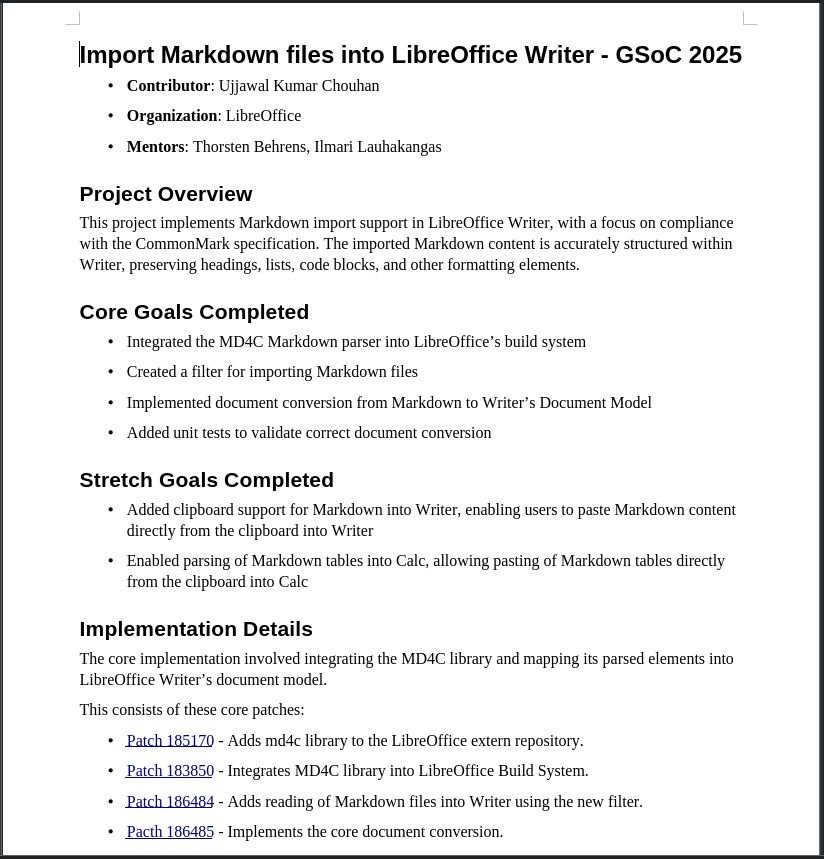 Import Markdown files into LibreOffice Writer - GSoC 2025
• Contributor: Ujjawal Kumar Chouhan
• Organization: LibreOffice
• Mentors: Thorsten Behrens, Ilmari Lauhakangas
Project Overview
This project implements Markdown import support in LibreOffice Writer, with a focus on compliance
with the CommonMark specification. The imported Markdown content is accurately structured within
Writer, preserving headings, lists, code blocks, and other formatting elements.
Core Goals Completed
• Integrated the MD4C Markdown parser into LibreOffice’s build system
• Created a filter for importing Markdown files
• Implemented document conversion from Markdown to Writer’s Document Model
• Added unit tests to validate correct document conversion
Stretch Goals Completed
• Added clipboard support for Markdown into Writer, enabling users to paste Markdown content
directly from the clipboard into Writer
• Enabled parsing of Markdown tables into Calc, allowing pasting of Markdown tables directly
from the clipboard into Calc
Implementation Details
The core implementation involved integrating the MD4C library and mapping its parsed elements into
LibreOffice Writer’s document model.
This consists of these core patches:
• Patch 185170 - Adds md4c library to the LibreOffice extern repository.
• Patch 183850 - Integrates MD4C library into LibreOffice Build System.
• Patch 186484 - Adds reading of Markdown files into Writer using the new filter.
• Pacth 186485 - Implements the core document conversion.